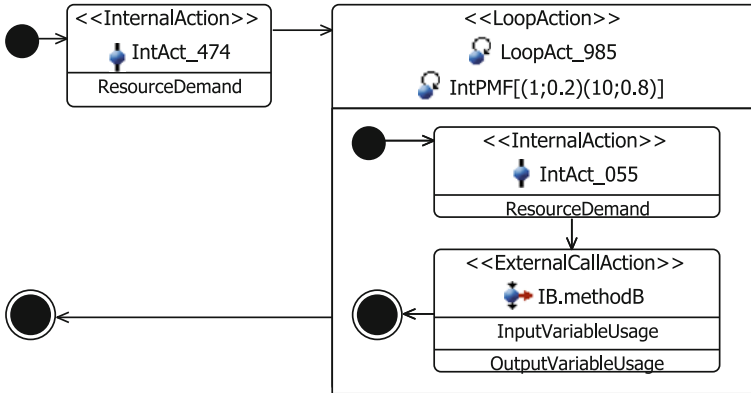 <<InternalAction>>
IntAct_474
ResourceDemand
<<LoopAction>>
LoopAct_985
IntPMF[(1;0.2)(10;0.8)]
<<InternalAction>>
IntAct_055
ResourceDemand
<<ExternalCallAction>>
IB.methodB
InputVariableUsage
OutputVariableUsage